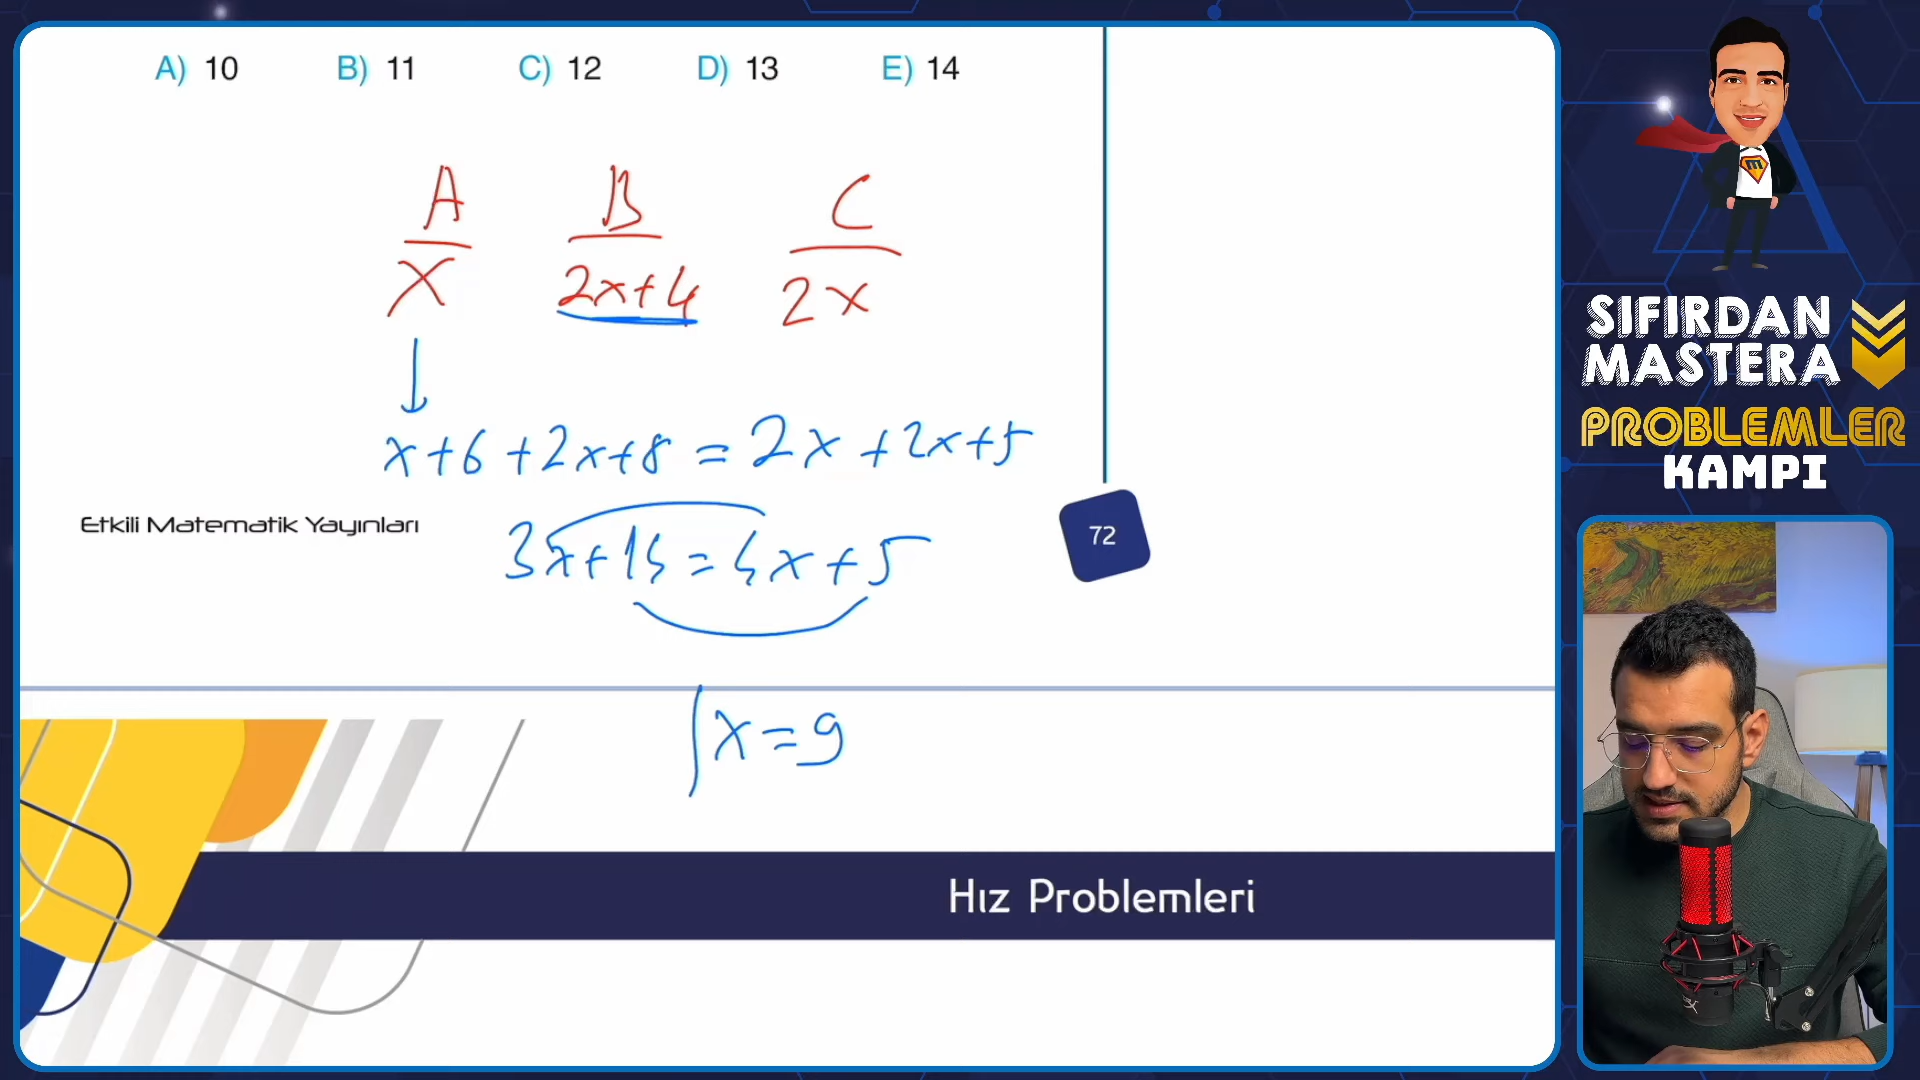 A) 10 B) 11 C) 12 D) 13 E) 14
A B C
x 2x+4 2x
x+6+2x+8 = 2x+2x+5
3x+14=4x+5
x=9
Etkili Matematik Yayınları
72
Hız Problemleri
SIFIRDAN
MASTERA
PROBLEMLER
KAMPI